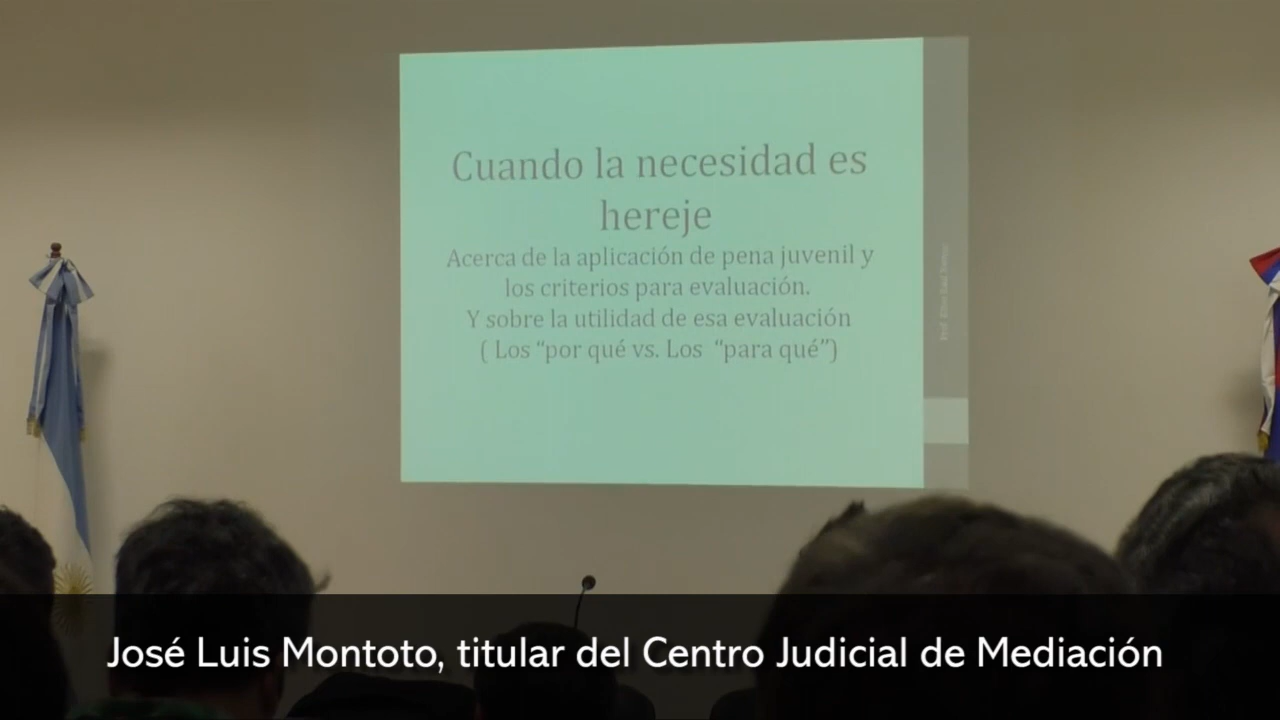 Cuando la necesidad es
hereje
Acerca de la aplicación de pena juvenil y
los criterios para evaluación.
Y sobre la utilidad de esa evaluación
( Los “por qué vs. Los “para qué”)
José Luis Montoto, titular del Centro Judicial de Mediación